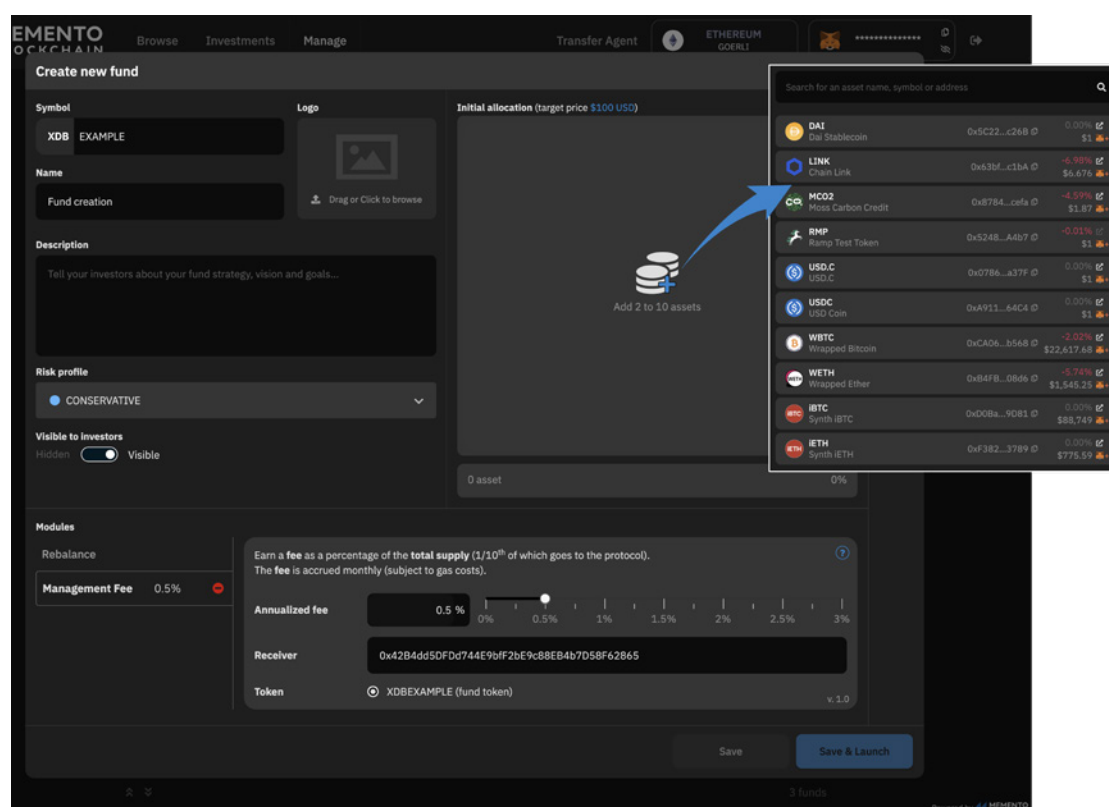 EMENTO
OCKCHAIN
Browse
Investments
Manage
Transfer Agent
ETHEREUM
GOERLI
**************
Create new fund
Symbol
XDB EXAMPLE
Logo
Drag or Click to browse
Name
Fund creation
Description
Tell your investors about your fund strategy, vision and goals...
Risk profile
CONSERVATIVE
Visible to investors
Hidden
Visible
Initial allocation (target price $100 USD)
Add 2 to 10 assets
0 asset
0%
Search for an asset name, symbol or address
DAI
Dai Stablecoin
0x5C22...c26B
0.00%
$1
LINK
Chain Link
0x63bf...c1bA
-6.98%
$6.676
MCO2
Moss Carbon Credit
0x8784...cefa
-4.59%
$1.87
RMP
Ramp Test Token
0x5248...A4b7
-0.01%
$1
USD.C
USD.C
0x0786...a37F
0.00%
$1
USDC
USD Coin
0xA911...64C4
0.00%
$1
WBTC
Wrapped Bitcoin
0xCA06...b568
-2.02%
$22,617.68
WETH
Wrapped Ether
0xB4FB...08d6
-5.74%
$1,545.25
iBTC
Synth iBTC
0xD0Ba...9D81
0.00%
$88,749
iETH
Synth iETH
0xF382...3789
0.00%
$775.59
Modules
Rebalance
Management Fee 0.5%
Earn a fee as a percentage of the total supply (1/10th of which goes to the protocol).
The fee is accrued monthly (subject to gas costs).
Annualized fee
0.5 %
0% 0.5% 1% 1.5% 2% 2.5% 3%
Receiver
0x42B4dd5DFDd744E9bfF2bE9c88EB4b7D58F62865
Token
XDBEXAMPLE (fund token)
v. 1.0
Save
Save & Launch
3 funds
Powered by MEMENTO